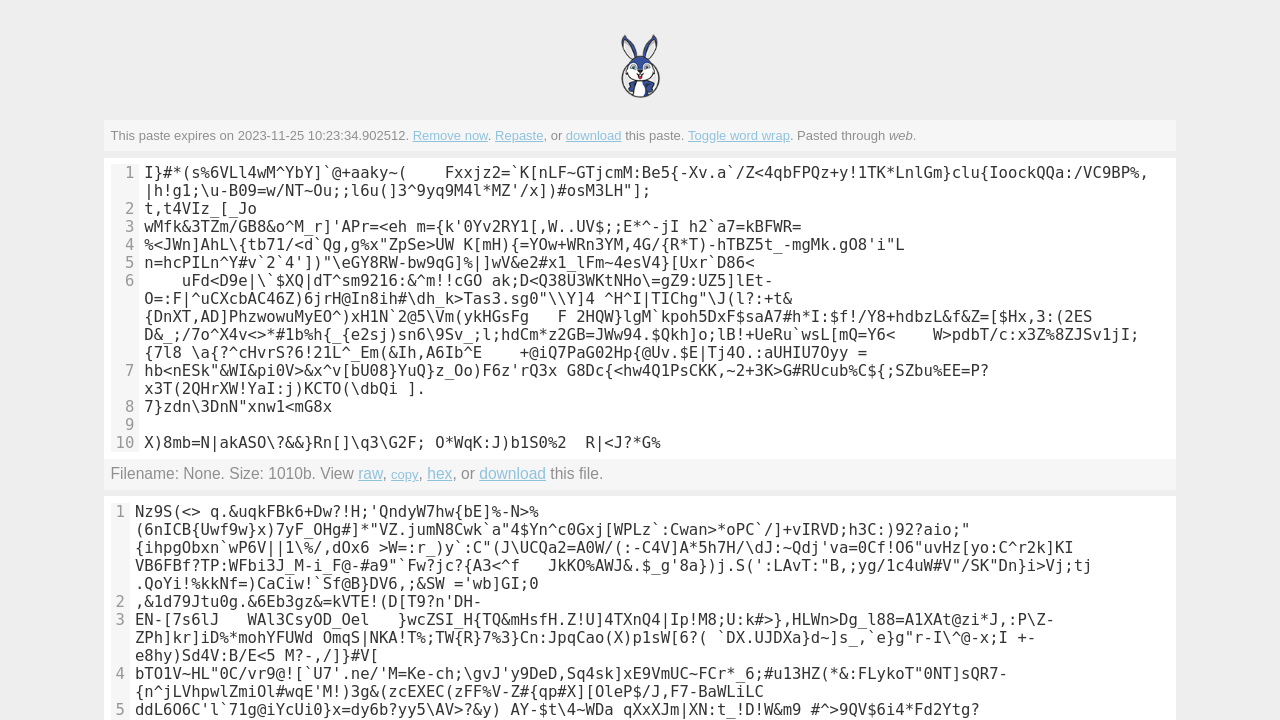 This paste expires on 2023-11-25 10:23:34.902512. Remove now. Repaste, or download this paste. Toggle word wrap. Pasted through web.
1 I}#*(s%6VLl4wM^YbY]`@+aaky~(    Fxxjz2=`K[nLF~GTjcmM:Be5{-Xv.a`/Z<4qbFPQz+y!1TK*LnlGm}clu{IoockQQa:/VC9BP%,
|h!g1;\u-B09=w/NT~Ou;;l6u(]3^9yq9M4l*MZ'/x])#osM3LH"];
2 t,t4VIz_[_Jo
3 wMfk&3TZm/GB8&o^M_r]'APr=<eh m={k'0Yv2RY1[,W..UV$;;E*^-jI h2`a7=kBFWR=
4 %<JWn]AhL\{tb71/<d`Qg,g%x"ZpSe>UW K[mH){=YOw+WRn3YM,4G/{R*T)-hTBZ5t_-mgMk.gO8'i"L
5 n=hcPILn^Y#v`2`4'])"\eGY8RW-bw9qG]%|]wV&e2#x1_lFm~4esV4}[Uxr`D86<
6     uFd<D9e|\`$XQ|dT^sm9216:&^m!!cGO ak;D<Q38U3WKtNHo\=gZ9:UZ5]lEt-
O=:F|^uCXcbAC46Z)6jrH@In8ih#\dh_k>Tas3.sg0"\\Y]4 ^H^I|TIChg"\J(l?:+t&
{DnXT,AD]PhzwowuMyEO^)xH1N`2@5\Vm(ykHGsFg   F 2HQW}lgM`kpoh5DxF$saA7#h*I:$f!/Y8+hdbzL&f&Z=[$Hx,3:(2ES
D&_;/7o^X4v<>*#1b%h{_{e2sj)sn6\9Sv_;l;hdCm*z2GB=JWw94.$Qkh]o;lB!+UeRu`wsL[mQ=Y6<    W>pdbT/c:x3Z%8ZJSv1jI;
{7l8 \a{?^cHvrS?6!21L^_Em(&Ih,A6Ib^E    +@iQ7PaG02Hp{@Uv.$E|Tj4O.:aUHIU7Oyy =
7 hb<nESk"&WI&pi0V>&x^v[bU08}YuQ}z_Oo)F6z'rQ3x G8Dc{<hw4Q1PsCKK,~2+3K>G#RUcub%C${;SZbu%EE=P?
x3T(2QHrXW!YaI:j)KCTO(\dbQi ].
8 7}zdn\3DnN"xnw1<mG8x
9
10 X)8mb=N|akASO\?&&}Rn[]\q3\G2F; O*WqK:J)b1S0%2  R|<J?*G%
Filename: None. Size: 1010b. View raw, copy, hex, or download this file.
1 Nz9S(<> q.&uqkFBk6+Dw?!H;'QndyW7hw{bE]%-N>%
(6nICB{Uwf9w}x)7yF_OHg#]*"VZ.jumN8Cwk`a"4$Yn^c0Gxj[WPLz`:Cwan>*oPC`/]+vIRVD;h3C:)92?aio;"
{ihpgObxn`wP6V||1\%/,dOx6 >W=:r_)y`:C"(J\UCQa2=A0W/(:-C4V]A*5h7H/\dJ:~Qdj'va=0Cf!O6"uvHz[yo:C^r2k]KI
VB6FBf?TP:WFbi3J_M-i_F@-#a9"`Fw?jc?{A3<^f   JkKO%AWJ&.$_g'8a})j.S(':LAvT:"B,;yg/1c4uW#V"/SK"Dn}i>Vj;tj
.QoYi!%kkNf=)CaCiw!`Sf@B}DV6,;&SW ='wb]GI;0
2 ,&1d79Jtu0g.&6Eb3gz&=kVTE!(D[T9?n'DH-
3 EN-[7s6lJ   WAl3CsyOD_Oel   }wcZSI_H{TQ&mHsfH.Z!U]4TXnQ4|Ip!M8;U:k#>},HLWn>Dg_l88=A1XAt@zi*J,:P\Z-
ZPh]kr]iD%*mohYFUWd OmqS|NKA!T%;TW{R}7%3}Cn:JpqCao(X)p1sW[6?( `DX.UJDXa}d~]s_,`e}g"r-I\^@-x;I +-
e8hy)Sd4V:B/E<5 M?-,/]}#V[
4 bTO1V~HL"0C/vr9@![`U7'.ne/'M=Ke-ch;\gvJ'y9DeD,Sq4sk]xE9VmUC~FCr*_6;#u13HZ(*&:FLykoT"0NT]sQR7-
{n^jLVhpwlZmiOl#wqE'M!)3g&(zcEXEC(zFF%V-Z#{qp#X][OleP$/J,F7-BaWLiLC
5 ddL6O6C'l`71g@iYcUi0}x=dy6b?yy5\AV>?&y) AY-$t\4~WDa qXxXJm|XN:t_!D!W&m9 #^>9QV$6i4*Fd2Ytg?